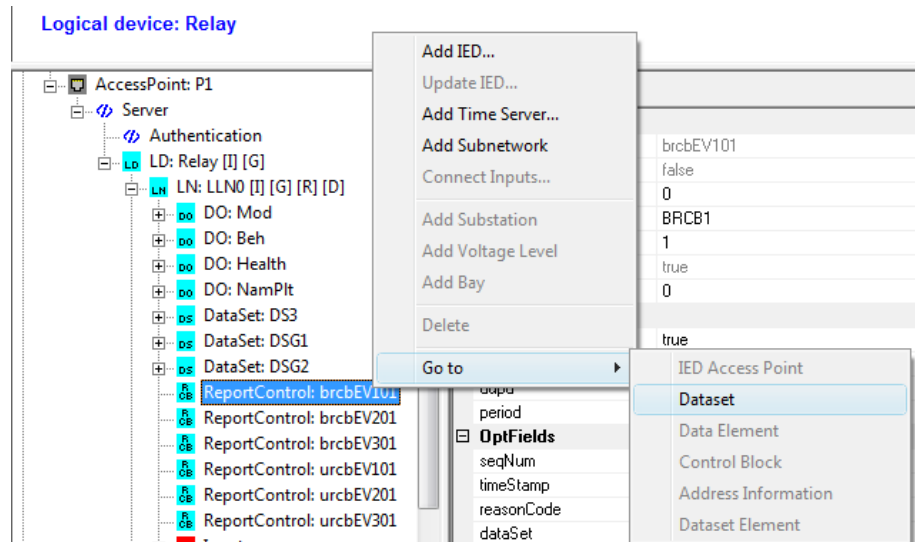 Logical device: Relay
AccessPoint: P1
Server
Authentication
LD: Relay [I] [G]
LN: LLN0 [I] [G] [R] [D]
DO: Mod
DO: Beh
DO: Health
DO: NamPlt
DataSet: DS3
DataSet: DSG1
DataSet: DSG2
ReportControl: brcbEV101
ReportControl: brcbEV201
ReportControl: brcbEV301
ReportControl: urcbEV101
ReportControl: urcbEV201
ReportControl: urcbEV301
Add IED...
Update IED...
Add Time Server...
Add Subnetwork
Connect Inputs...
Add Substation
Add Voltage Level
Add Bay
Delete
Go to
brcbEV101
false
0
BRCB1
1
true
0
true
period
OptFields
seqNum
timeStamp
reasonCode
dataSet
IED Access Point
Dataset
Data Element
Control Block
Address Information
Dataset Element